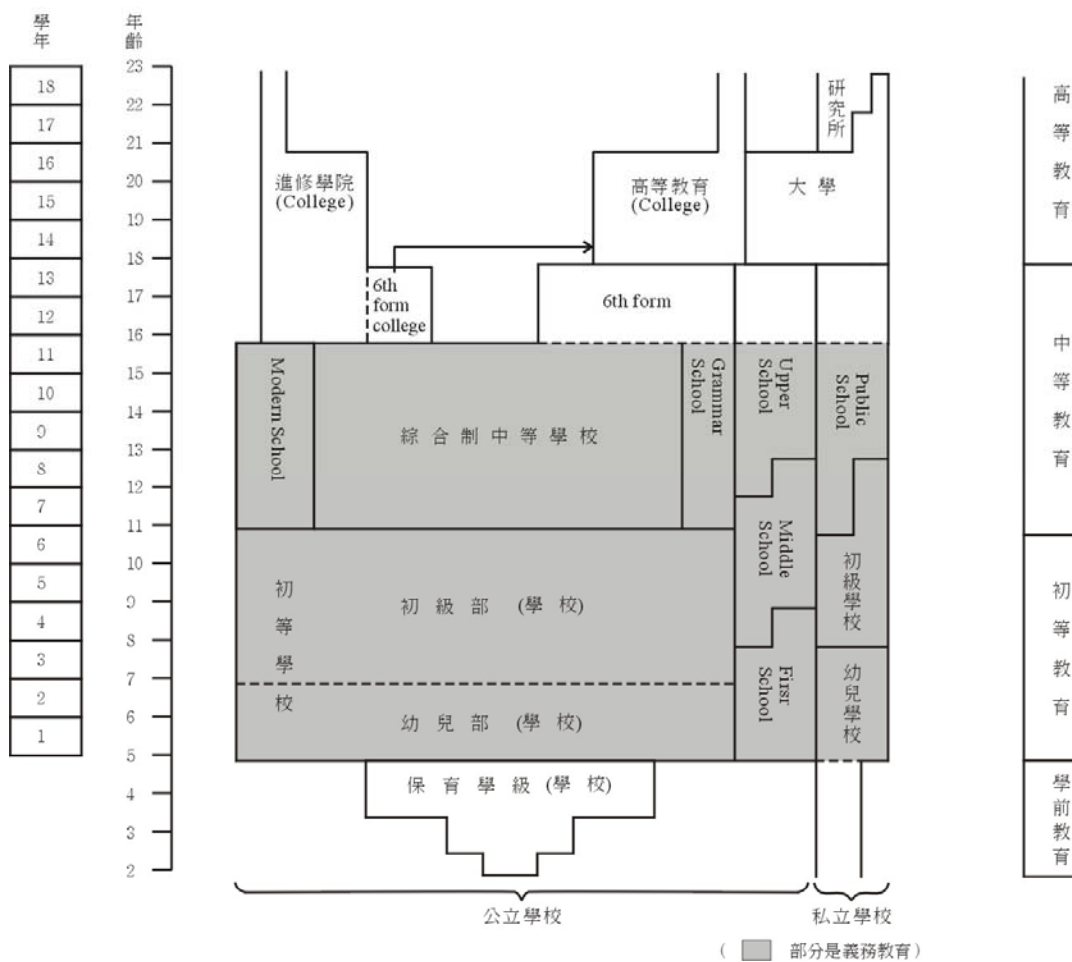 學年
年齡
18
17
16
15
14
13
12
11
10
9
8
7
6
5
4
3
2
1
23
22
21
20
19
18
17
16
15
14
13
12
11
10
9
8
7
6
5
4
3
2
進修學院
(College)
高等教育
(College)
大學
研究所
6th
form
college
6th form
Modern School
綜合制中等學校
Grammar
School
Upper
School
Public
School
初等學校
初級部 (學校)
幼兒部 (學校)
Middle
School
Firsr
School
初級學校
幼兒學校
保育學級 (學校)
公立學校
私立學校
( 部分是義務教育)
高等教育
中等教育
初等教育
學前教育